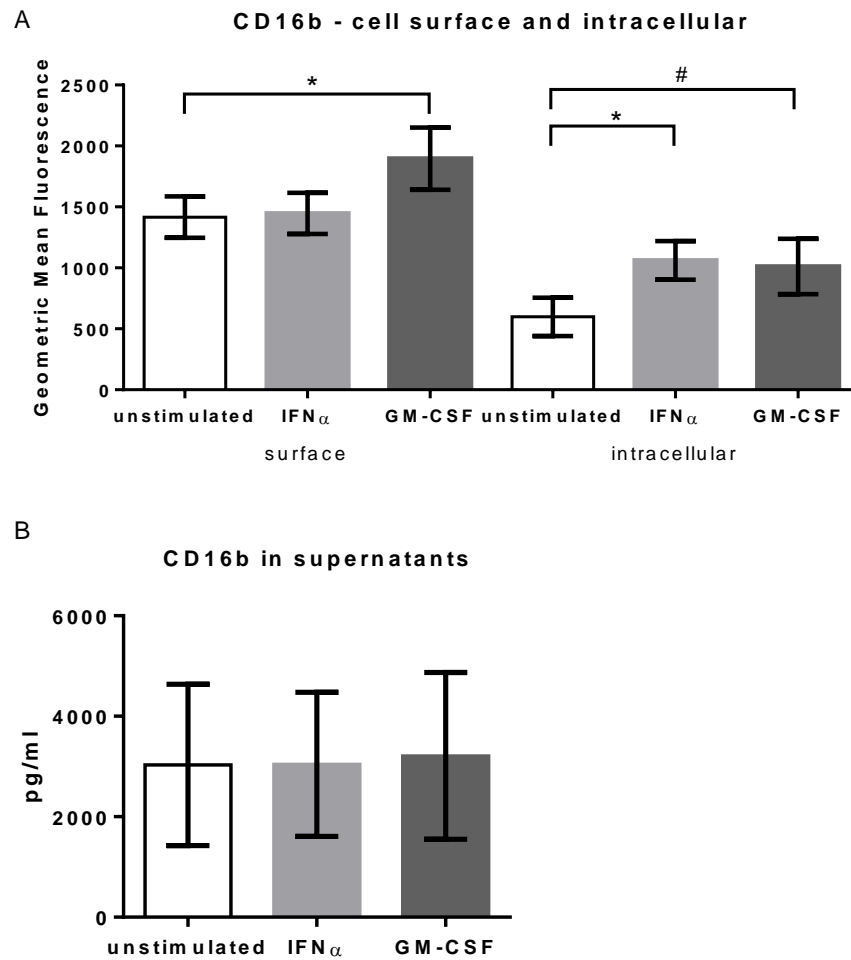 A
CD16b - cell surface and intracellular
Geometric Mean Fluorescence
2500
2000
1500
1000
500
0
*
#
*
unstimulated IFNα GM-CSF unstimulated IFNα GM-CSF
surface intracellular
B
CD16b in supernatants
pg/ml
6000
4000
2000
0
unstimulated IFNα GM-CSF